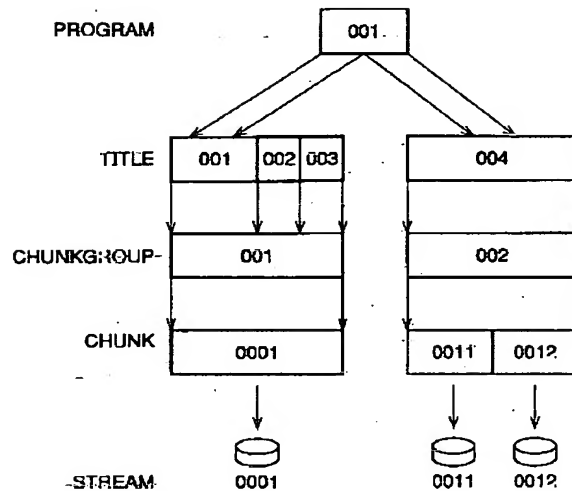 PROGRAM 001
TITLE 001 002 003 004
CHUNKGROUP 001 002
CHUNK 0001 0011 0012
STREAM 0001 0011 0012